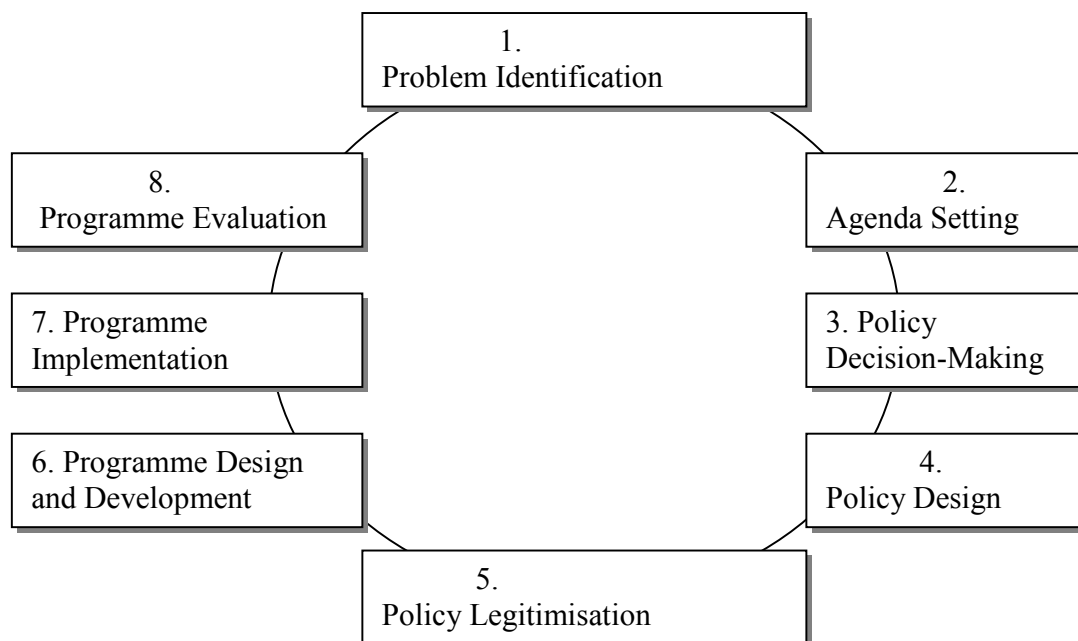 1.
Problem Identification
2.
Agenda Setting
3. Policy
Decision-Making
4.
Policy Design
5.
Policy Legitimisation
6. Programme Design
and Development
7. Programme
Implementation
8.
Programme Evaluation